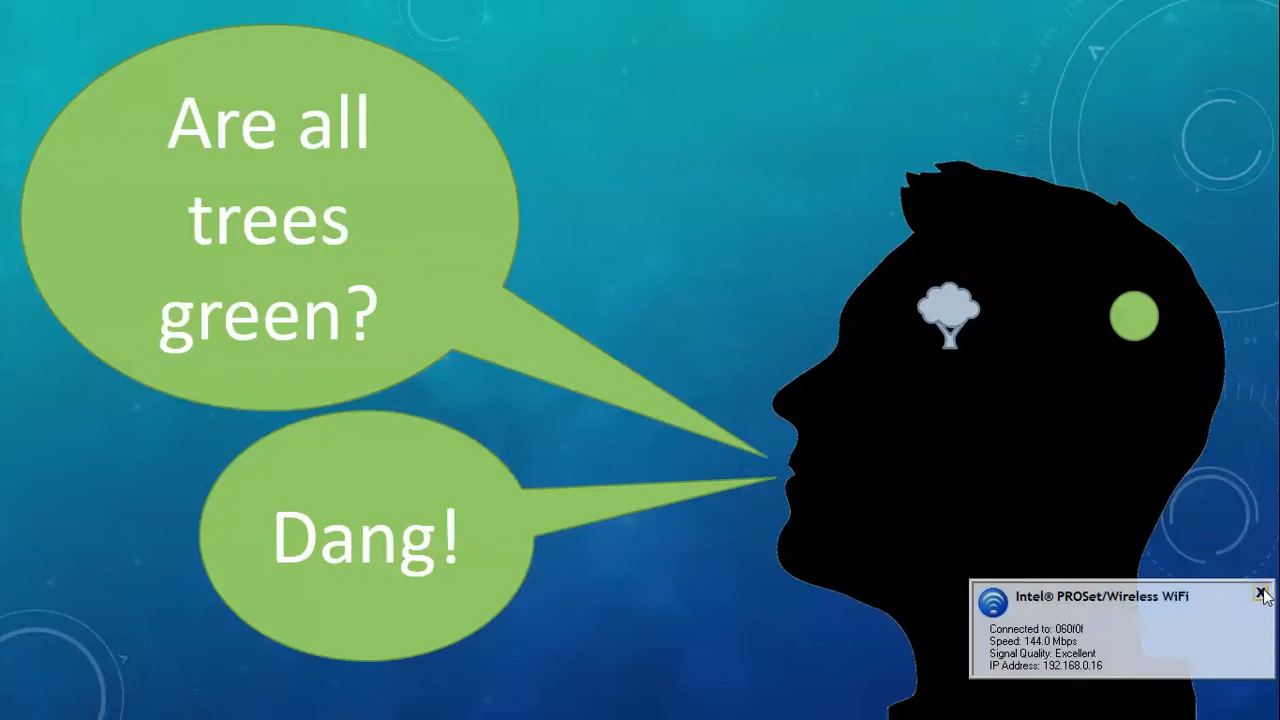 Are all
trees
green?
Dang!
Intel® PROSet/Wireless WiFi
X
Connected to: 060f0f
Speed: 144.0 Mbps
Signal Quality: Excellent
IP Address: 192.168.0.16